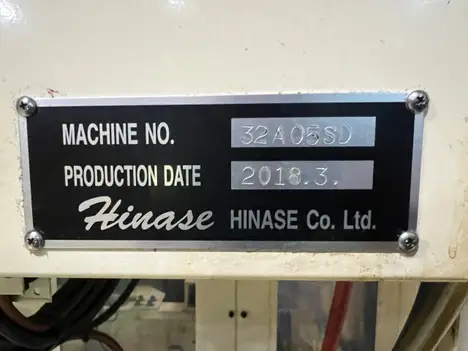 MACHINE NO. 32A05SD
PRODUCTION DATE 2018.3.
Hinase HINASE Co. Ltd.